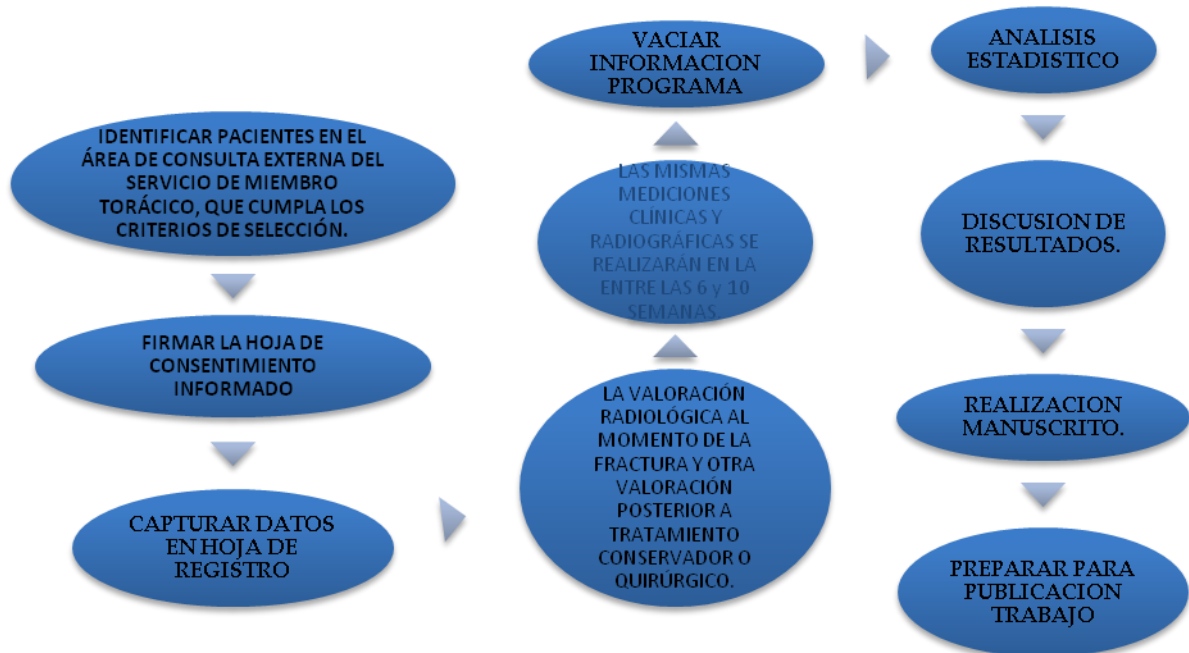 IDENTIFICAR PACIENTES EN EL
ÁREA DE CONSULTA EXTERNA DEL
SERVICIO DE MIEMBRO
TORÁCICO, QUE CUMPLA LOS
CRITERIOS DE SELECCIÓN.
FIRMAR LA HOJA DE
CONSENTIMIENTO
INFORMADO
CAPTURAR DATOS
EN HOJA DE
REGISTRO
LA VALORACIÓN
RADIOLÓGICA AL
MOMENTO DE LA
FRACTURA Y OTRA
VALORACIÓN
POSTERIOR A
TRATAMIENTO
CONSERVADOR O
QUIRÚRGICO.
LAS MISMAS
MEDICIONES
CLÍNICAS Y
RADIOGRÁFICAS SE
REALIZARÁN EN LA
ENTRE LAS 6 y 10
SEMANAS.
VACIAR
INFORMACION
PROGRAMA
ANALISIS
ESTADISTICO
DISCUSION DE
RESULTADOS.
REALIZACION
MANUSCRITO.
PREPARAR PARA
PUBLICACION
TRABAJO